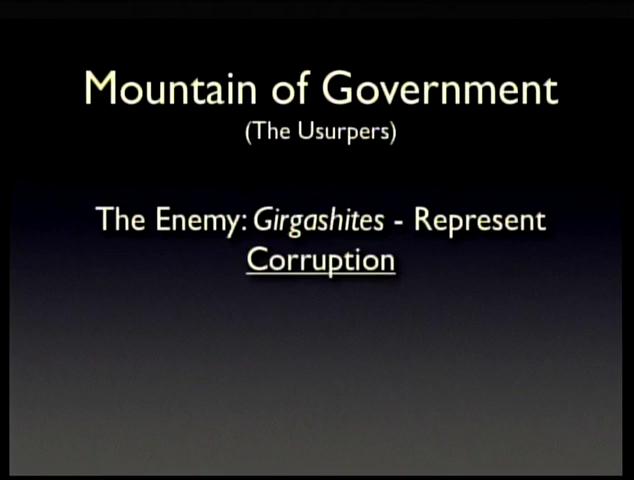 Mountain of Government
(The Usurpers)
The Enemy: Girgashites - Represent
Corruption